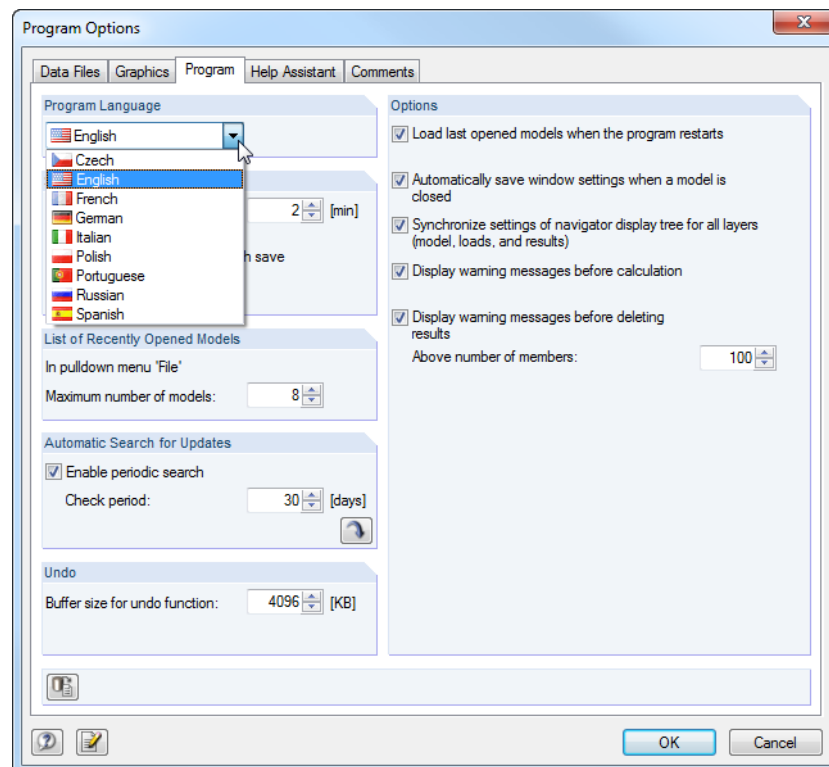 Program Options
Data Files
Graphics
Program
Help Assistant
Comments
Program Language
English
Czech
English
French
German
Italian
Polish
Portuguese
Russian
Spanish
2 [min]
save
List of Recently Opened Models
In pulldown menu 'File'
Maximum number of models: 8
Automatic Search for Updates
Enable periodic search
Check period: 30 [days]
Undo
Buffer size for undo function: 4096 [KB]
Options
Load last opened models when the program restarts
Automatically save window settings when a model is
closed
Synchronize settings of navigator display tree for all layers
(model, loads, and results)
Display warning messages before calculation
Display warning messages before deleting
results
Above number of members: 100
OK
Cancel